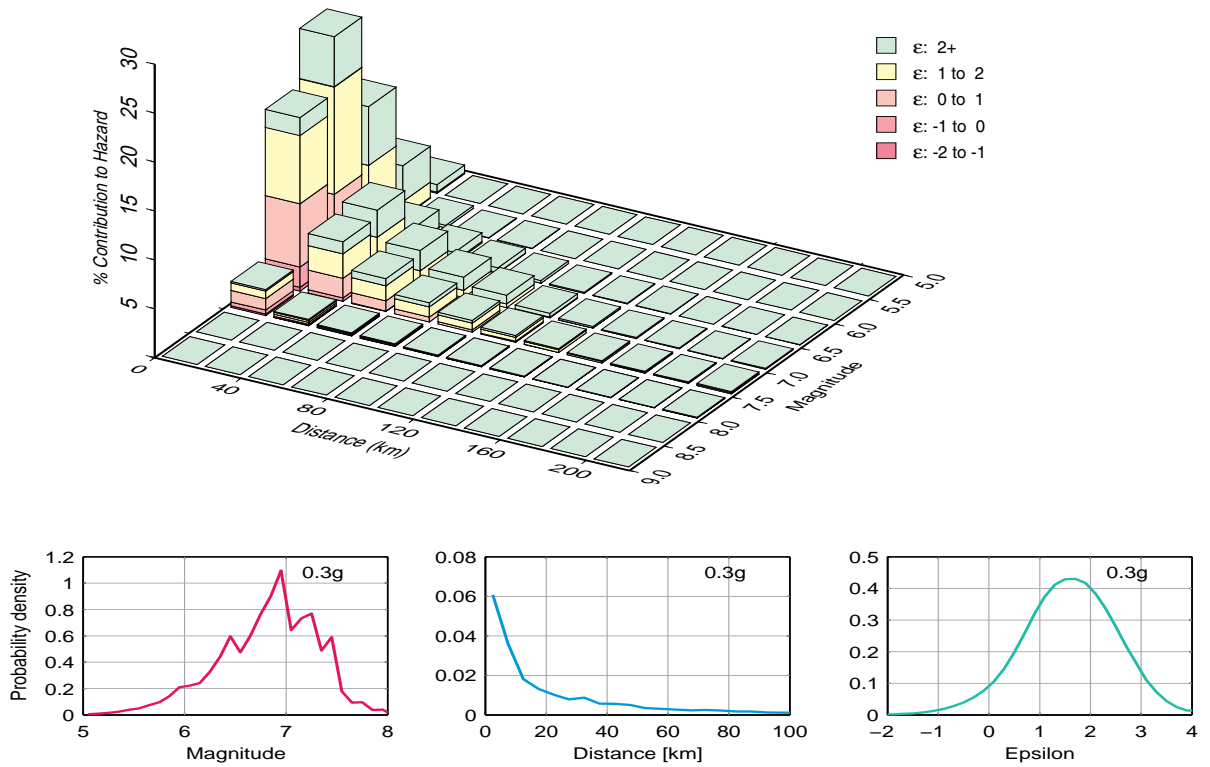 % Contribution to Hazard
30
25
20
15
10
5
0
40
80
120
160
200
Distance (km)
5.0
5.5
6.0
6.5
7.0
7.5
8.0
8.5
9.0
Magnitude
ε: 2+
ε: 1 to 2
ε: 0 to 1
ε: -1 to 0
ε: -2 to -1
Probability density
1.2
1
0.8
0.6
0.4
0.2
0
0.3g
5 6 7 8
Magnitude
0.08
0.06
0.04
0.02
0
0.3g
0 20 40 60 80 100
Distance [km]
0.5
0.4
0.3
0.2
0.1
0
0.3g
−2 −1 0 1 2 3 4
Epsilon